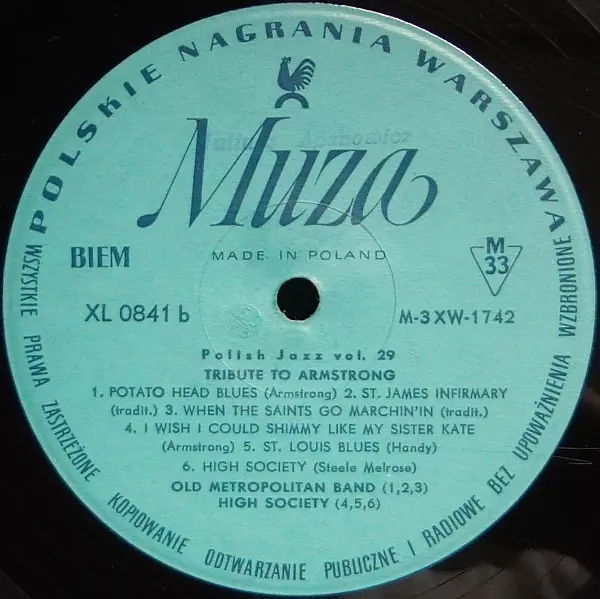 POLSKIE NAGRANIA WARSZAWA
Muza
MADE IN POLAND
BIEM
M
33
XL 0841 b
M-3 XW-1742
Polish Jazz vol. 29
TRIBUTE TO ARMSTRONG
1. POTATO HEAD BLUES (Armstrong) 2. ST. JAMES INFIRMARY
(tradit.) 3. WHEN THE SAINTS GO MARCHIN'IN (tradit.)
4. I WISH I COULD SHIMMY LIKE MY SISTER KATE
(Armstrong) 5. ST. LOUIS BLUES (Handy)
6. HIGH SOCIETY (Steele Melrose)
OLD METROPOLITAN BAND (1,2,3)
HIGH SOCIETY (4,5,6)
WSZYSTKIE PRAWA ZASTRZEŻONE KOPIOWANIE ODTWARZANIE PUBLICZNE I RADIOWE BEZ UPOWAŻNIENIA WZBRONIONE